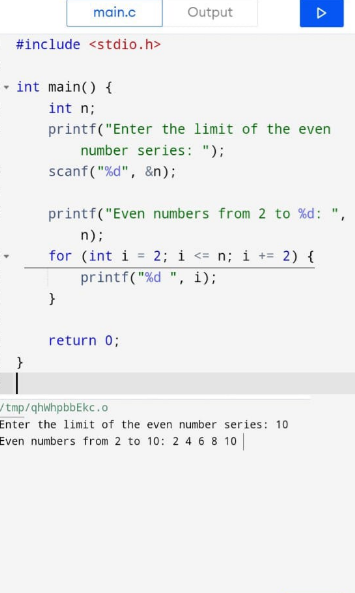 main.c Output
#include <stdio.h>
int main() {
int n;
printf("Enter the limit of the even
number series: ");
scanf("%d", &n);
printf("Even numbers from 2 to %d: ",
n);
for (int i = 2; i <= n; i += 2) {
printf("%d ", i);
}
return 0;
}
/tmp/qhWhpbbEkc.o
Enter the limit of the even number series: 10
Even numbers from 2 to 10: 2 4 6 8 10